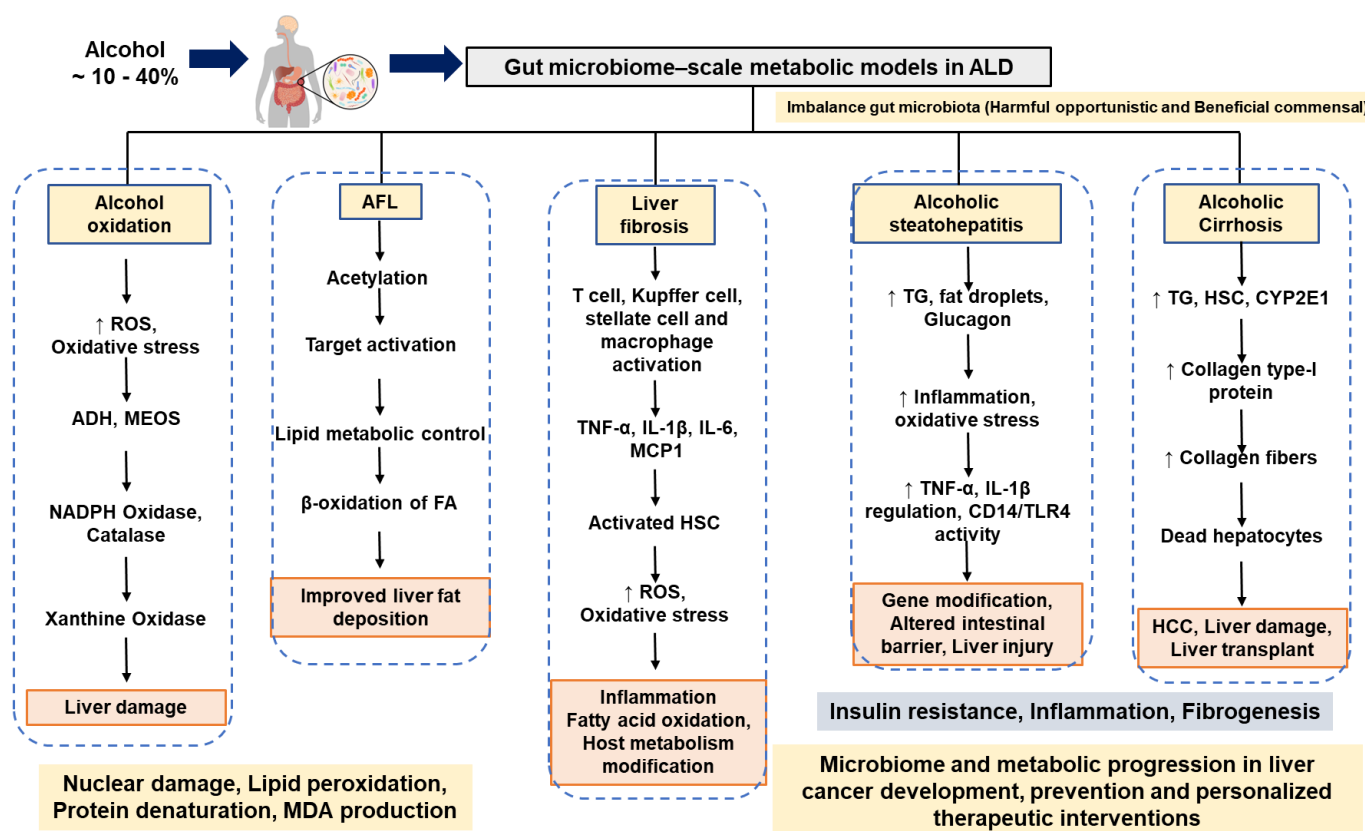 Alcohol
~ 10 - 40%
Gut microbiome–scale metabolic models in ALD
Imbalance gut microbiota (Harmful opportunistic and Beneficial commensal)
Alcohol
oxidation
↑ ROS,
Oxidative stress
ADH, MEOS
NADPH Oxidase,
Catalase
Xanthine Oxidase
Liver damage
AFL
Acetylation
Target activation
Lipid metabolic control
β-oxidation of FA
Improved liver fat
deposition
Liver
fibrosis
T cell, Kupffer cell,
stellate cell and
macrophage
activation
TNF-α, IL-1β, IL-6,
MCP1
Activated HSC
↑ ROS,
Oxidative stress
Inflammation
Fatty acid oxidation,
Host metabolism
modification
Alcoholic
steatohepatitis
↑ TG, fat droplets,
Glucagon
↑ Inflammation,
oxidative stress
↑ TNF-α, IL-1β
regulation, CD14/TLR4
activity
Gene modification,
Altered intestinal
barrier, Liver injury
Alcoholic
Cirrhosis
↑ TG, HSC, CYP2E1
↑ Collagen type-I
protein
↑ Collagen fibers
Dead hepatocytes
HCC, Liver damage,
Liver transplant
Insulin resistance, Inflammation, Fibrogenesis
Nuclear damage, Lipid peroxidation,
Protein denaturation, MDA production
Microbiome and metabolic progression in liver
cancer development, prevention and personalized
therapeutic interventions